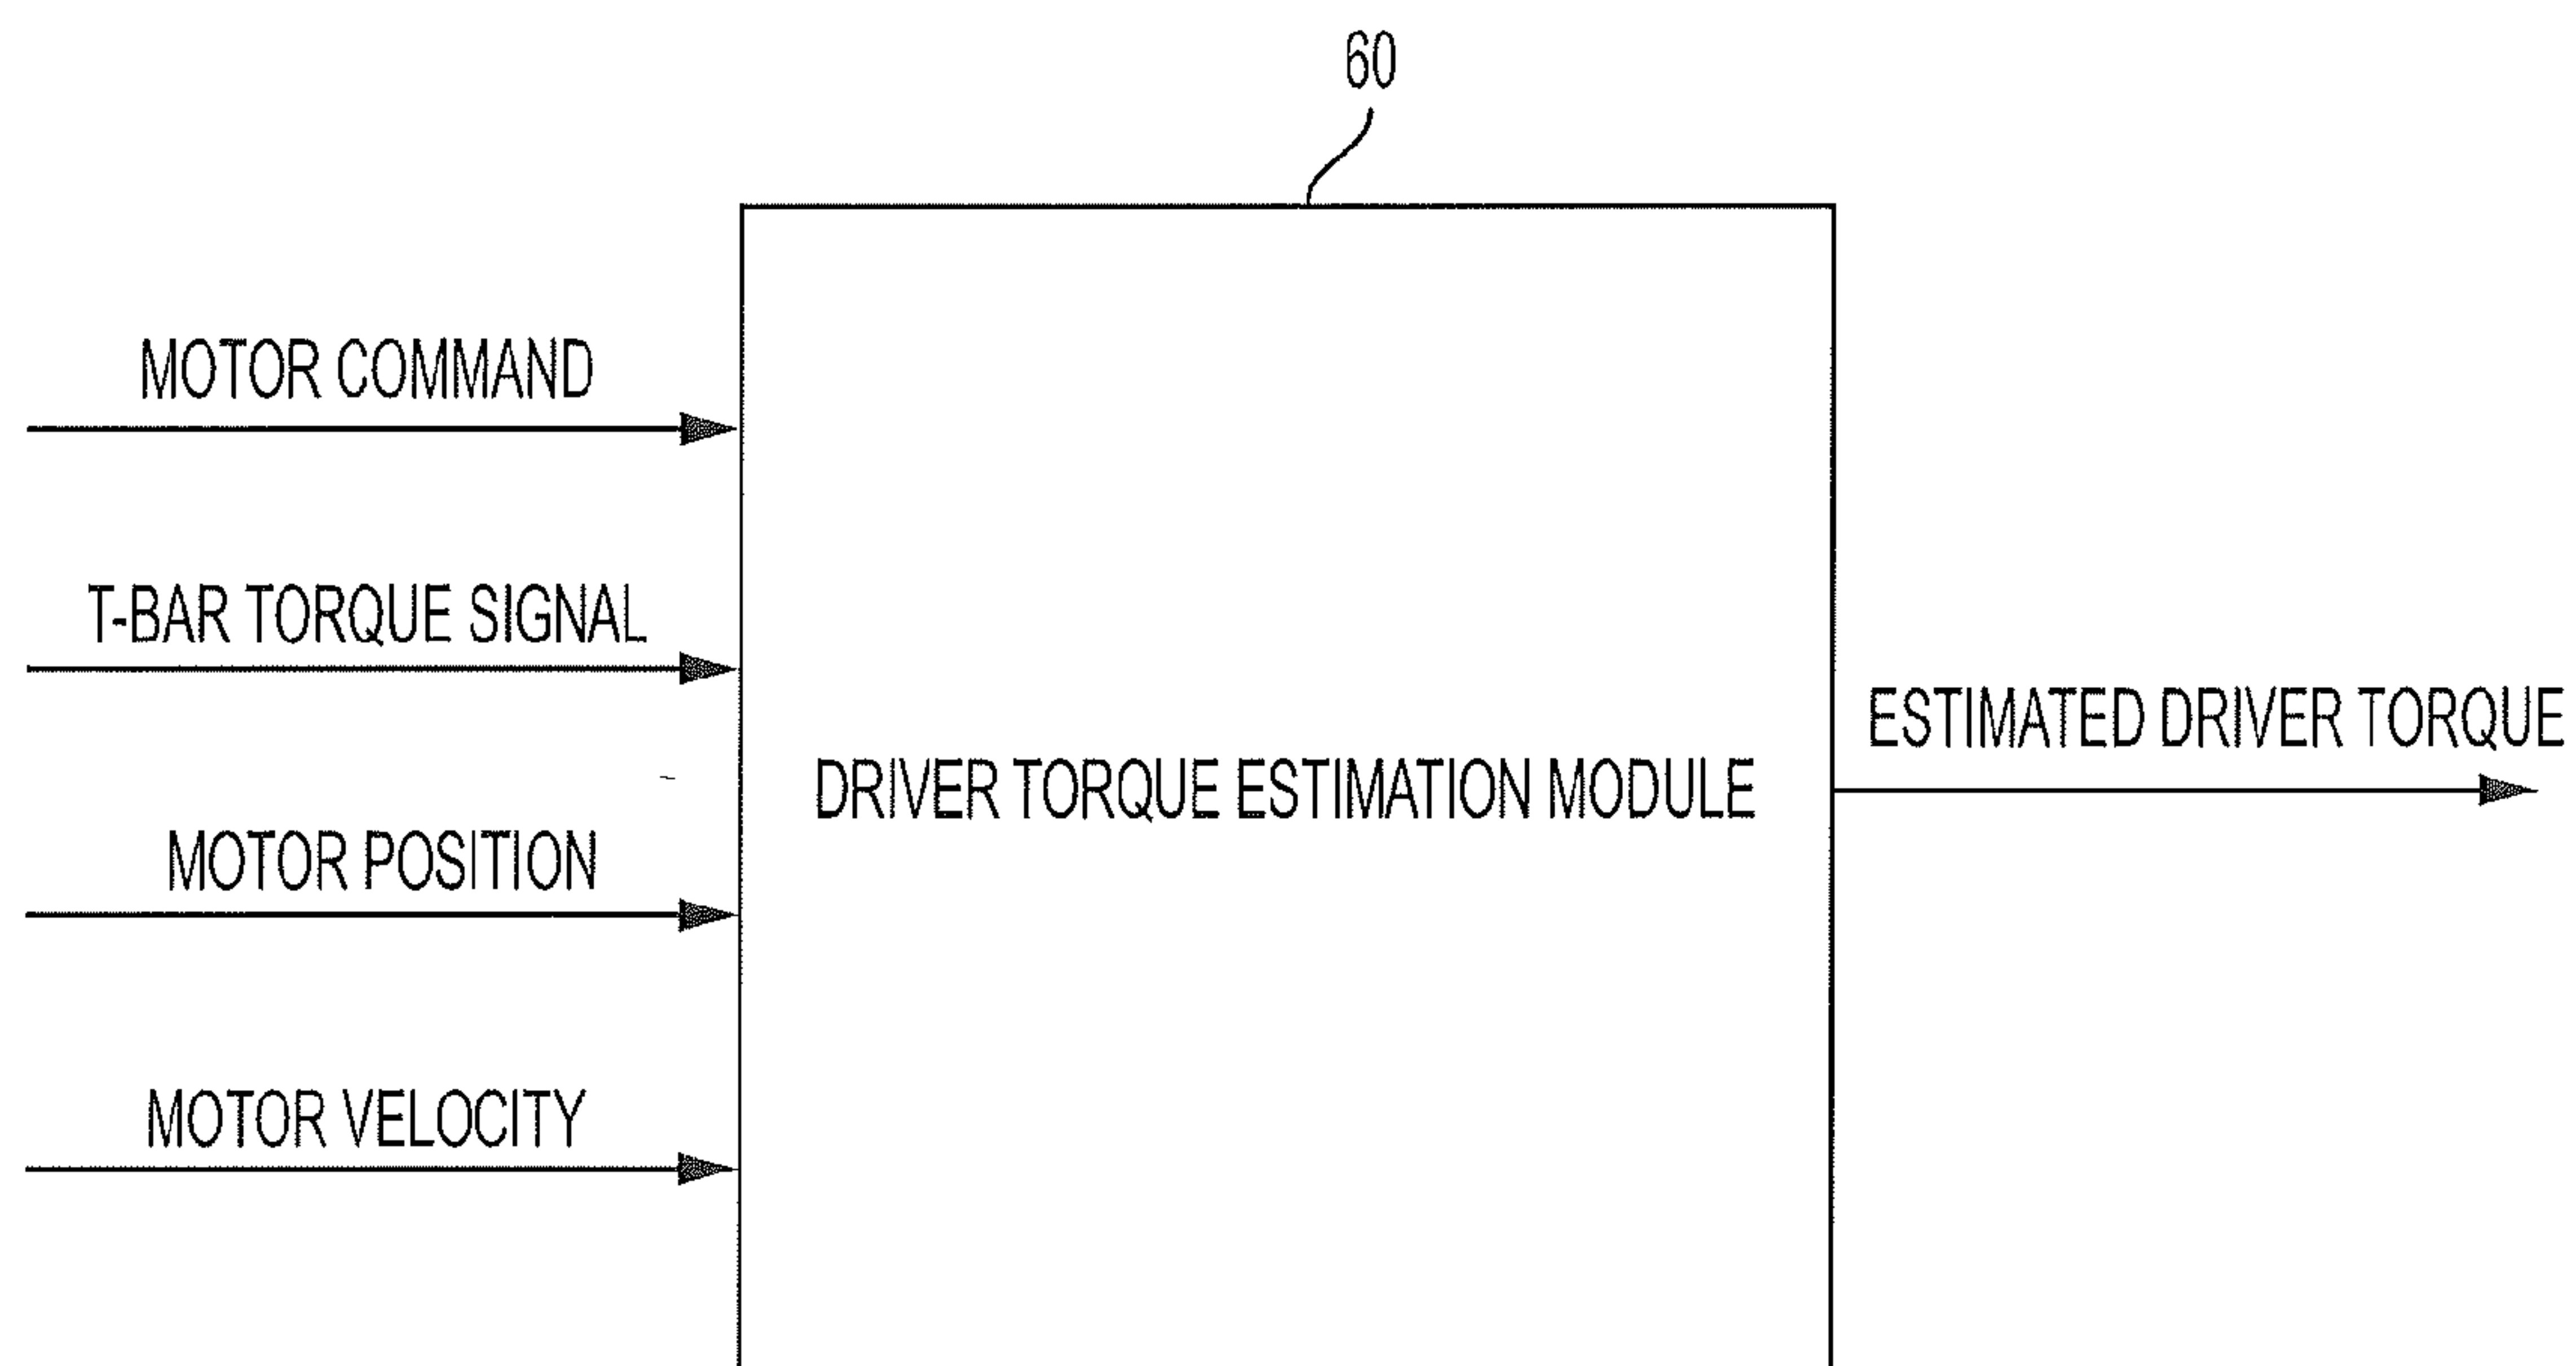 60
MOTOR COMMAND
T-BAR TORQUE SIGNAL
MOTOR POSITION
MOTOR VELOCITY
DRIVER TORQUE ESTIMATION MODULE
ESTIMATED DRIVER TORQUE